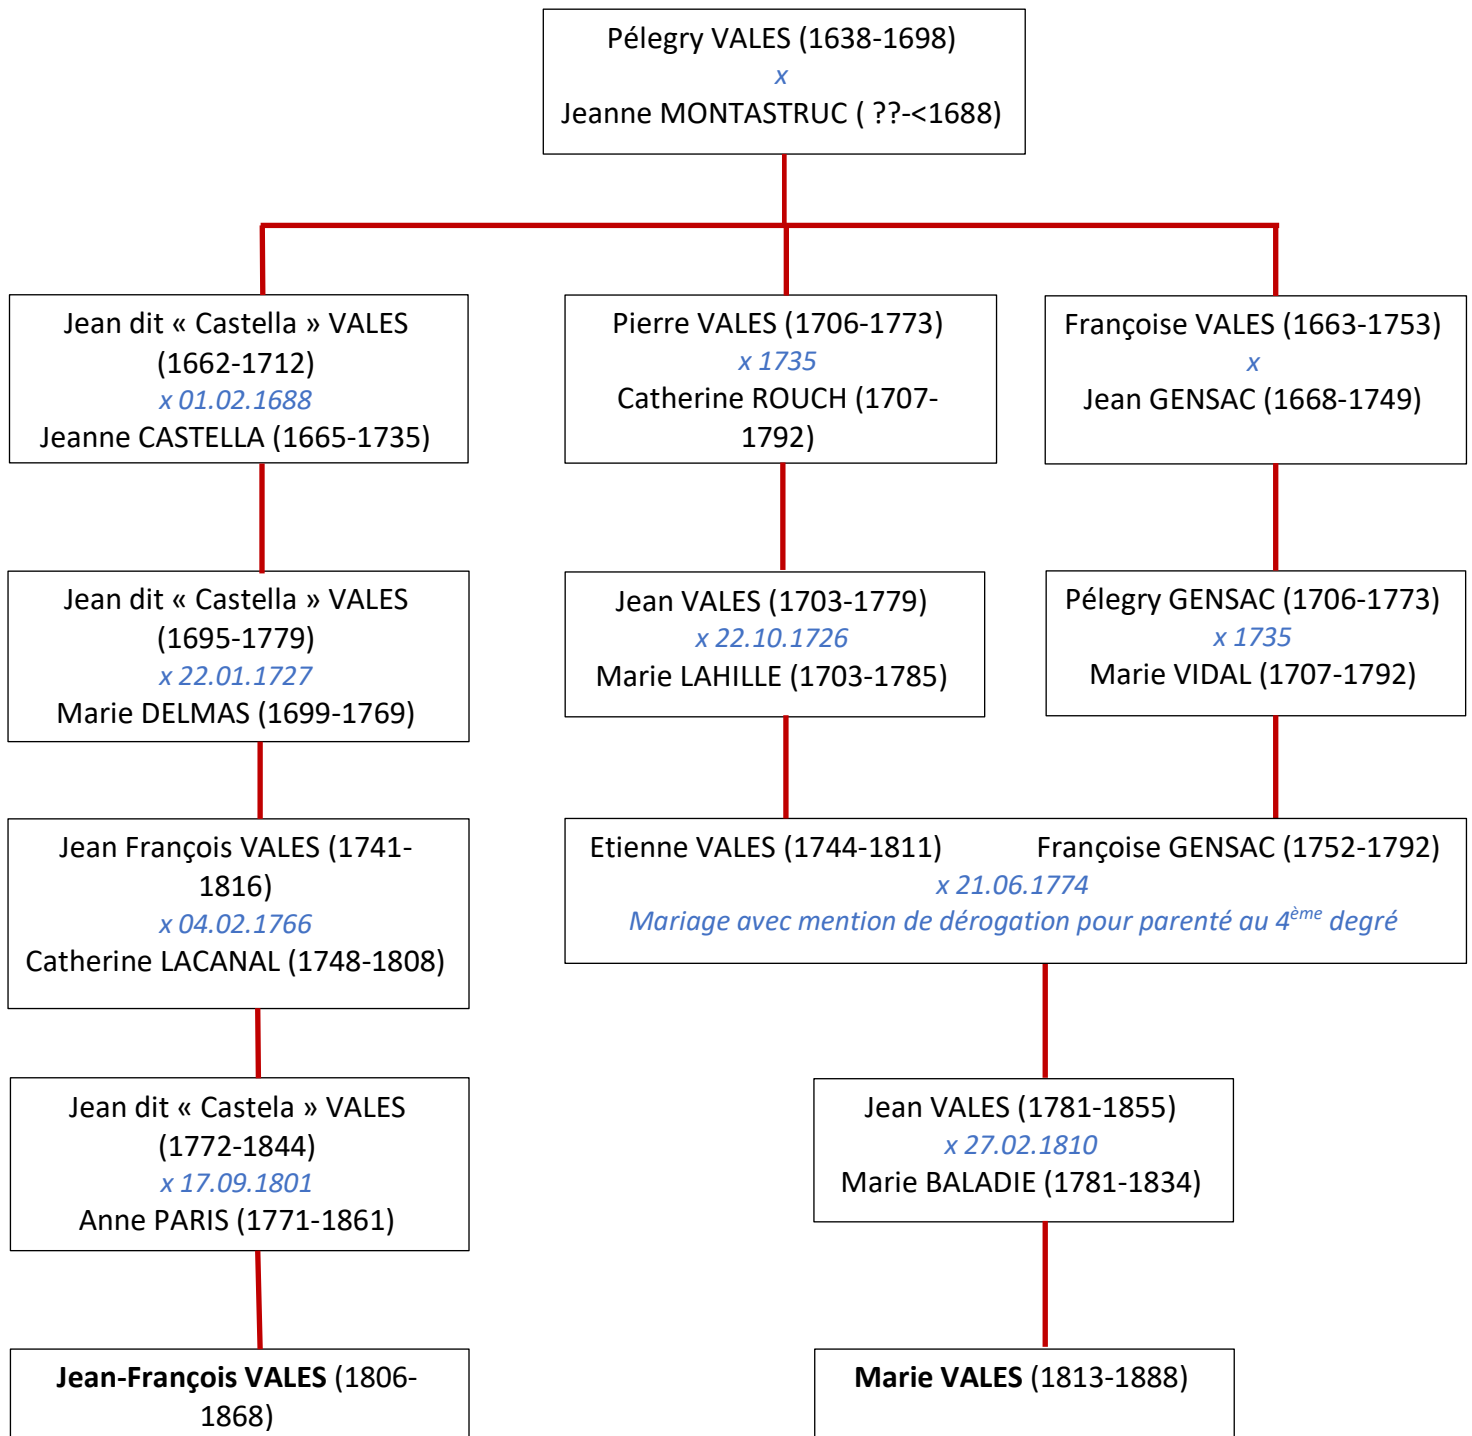 Pélegry VALES (1638-1698)
x
Jeanne MONTASTRUC ( ??-<1688)
Jean dit « Castella » VALES
(1662-1712)
x 01.02.1688
Jeanne CASTELLA (1665-1735)
Pierre VALES (1706-1773)
x 1735
Catherine ROUCH (1707-
1792)
Françoise VALES (1663-1753)
x
Jean GENSAC (1668-1749)
Jean dit « Castella » VALES
(1695-1779)
x 22.01.1727
Marie DELMAS (1699-1769)
Jean VALES (1703-1779)
x 22.10.1726
Marie LAHILLE (1703-1785)
Pélegry GENSAC (1706-1773)
x 1735
Marie VIDAL (1707-1792)
Jean François VALES (1741-
1816)
x 04.02.1766
Catherine LACANAL (1748-1808)
Etienne VALES (1744-1811) Françoise GENSAC (1752-1792)
x 21.06.1774
Mariage avec mention de dérogation pour parenté au 4ème degré
Jean dit « Castela » VALES
(1772-1844)
x 17.09.1801
Anne PARIS (1771-1861)
Jean VALES (1781-1855)
x 27.02.1810
Marie BALADIE (1781-1834)
Jean-François VALES (1806-
1868)
Marie VALES (1813-1888)